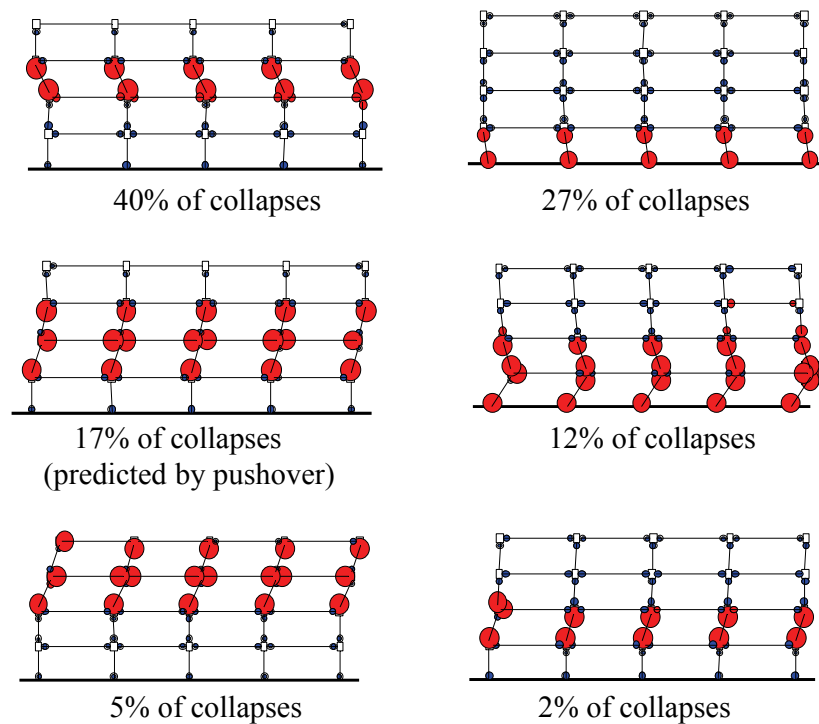 40% of collapses
27% of collapses
17% of collapses
(predicted by pushover)
12% of collapses
5% of collapses
2% of collapses